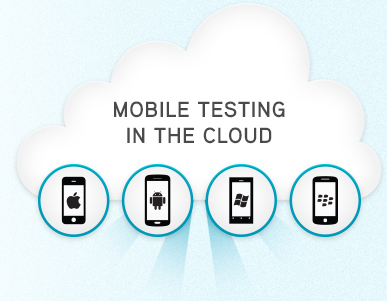 MOBILE TESTING
IN THE CLOUD